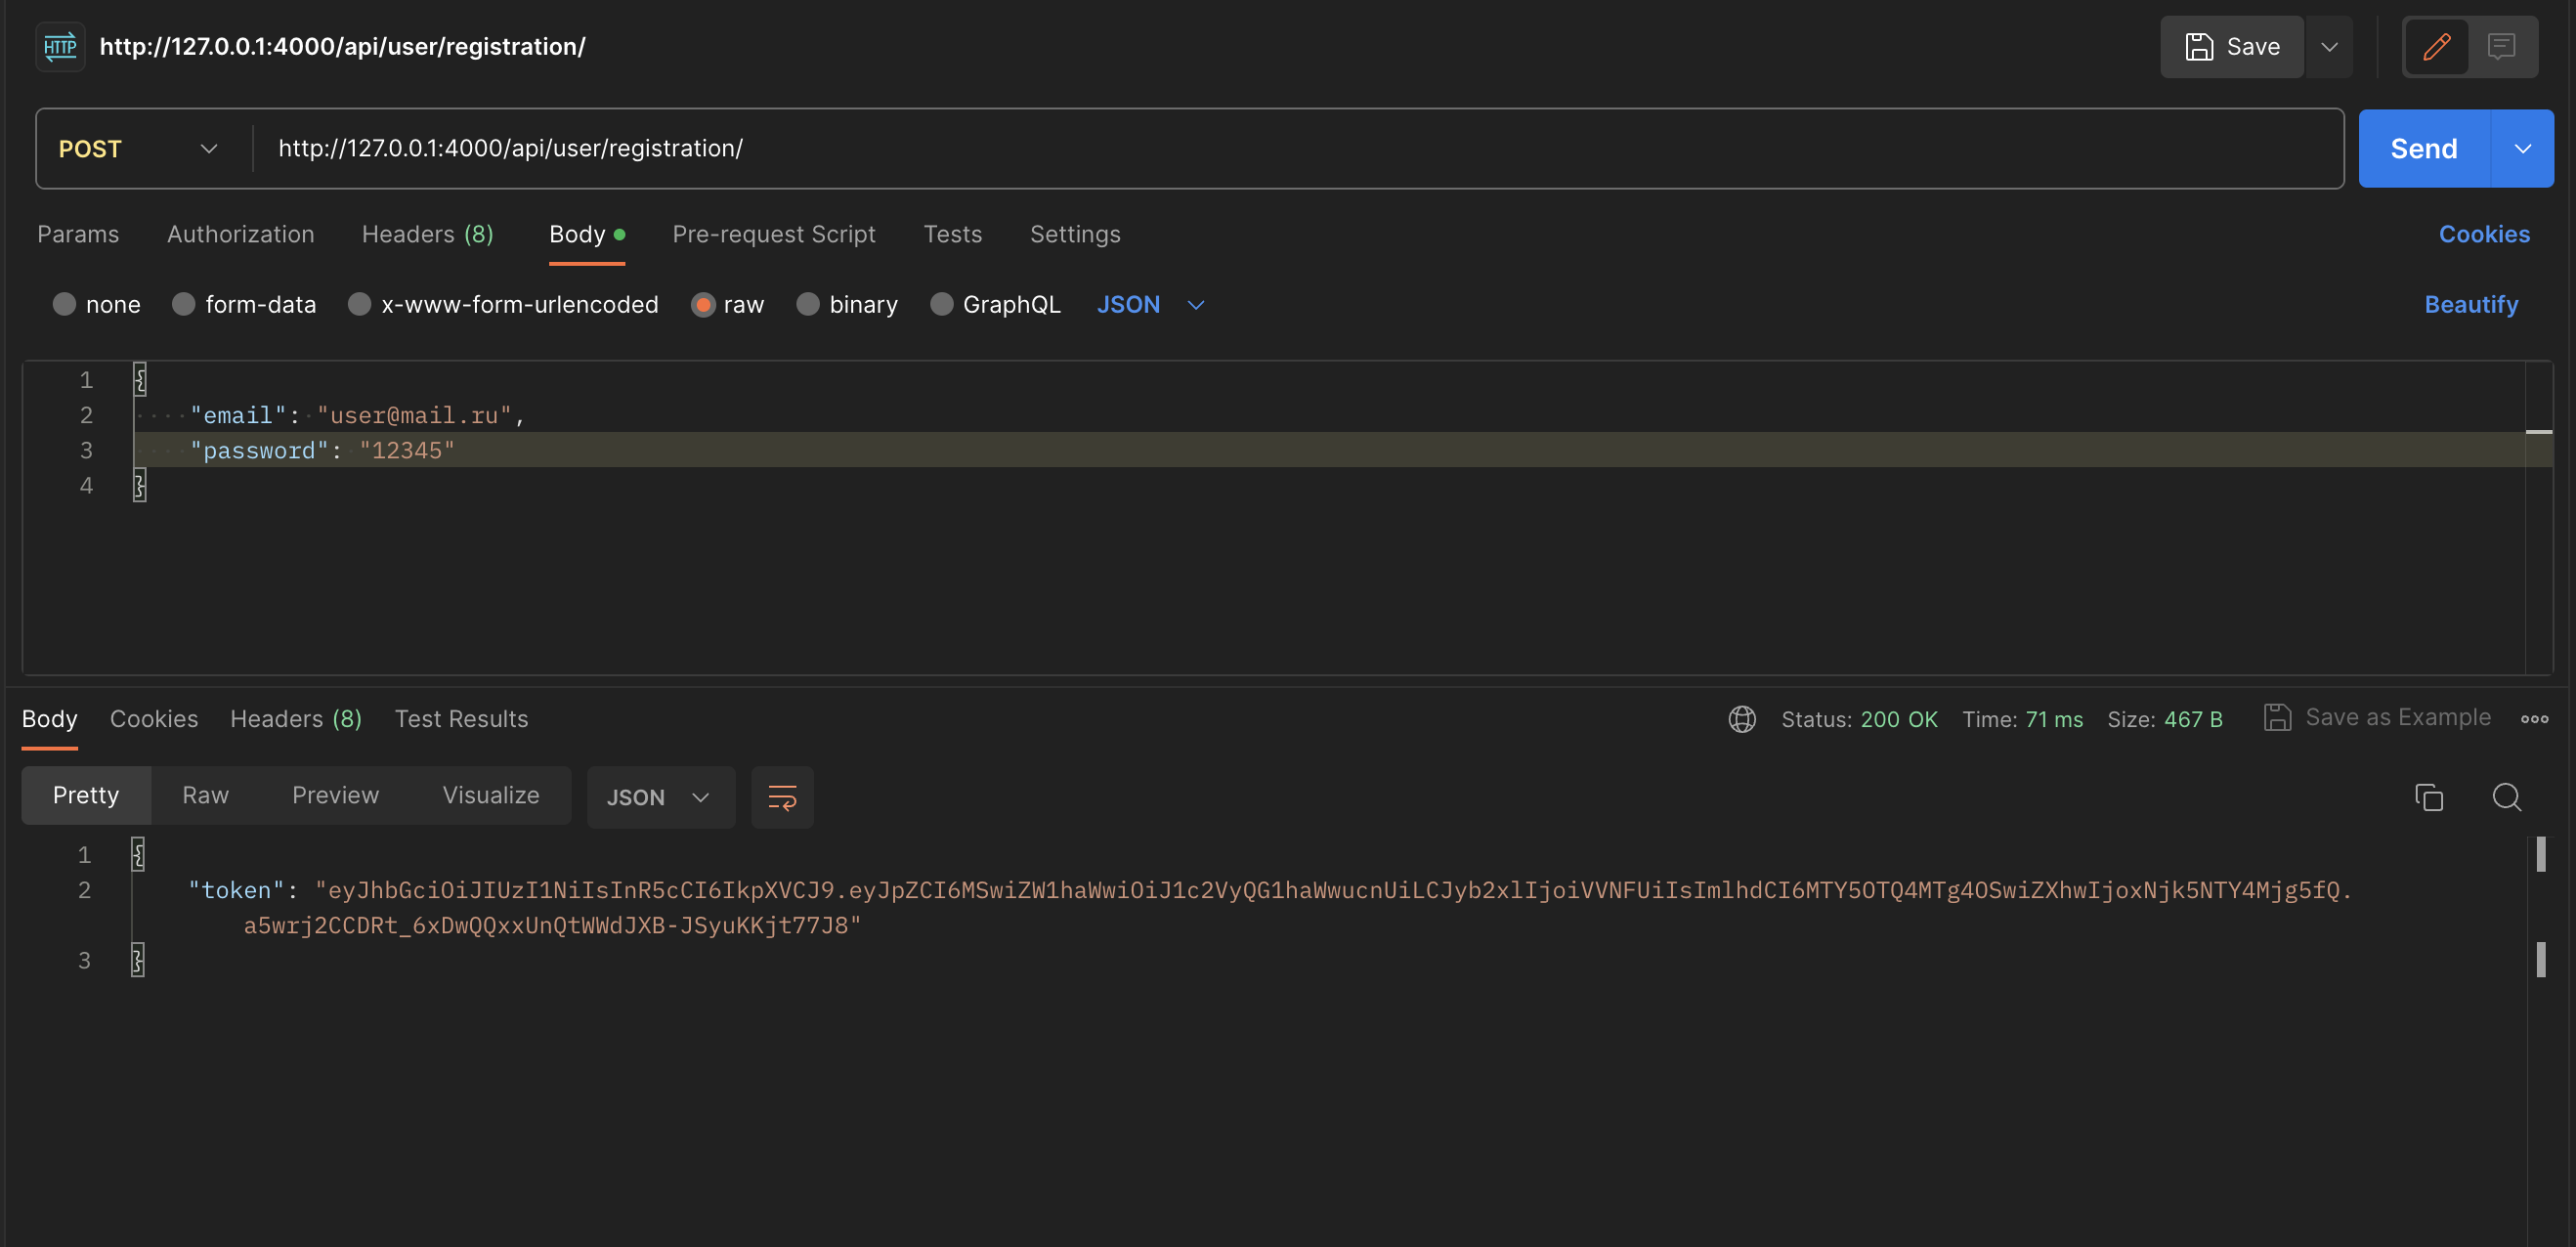 HTTP http://127.0.0.1:4000/api/user/registration/ Save
POST http://127.0.0.1:4000/api/user/registration/ Send
Params Authorization Headers (8) Body Pre-request Script Tests Settings Cookies
none form-data x-www-form-urlencoded raw binary GraphQL JSON Beautify
1 {
2 "email": "user@mail.ru",
3 "password": "12345"
4 }
Body Cookies Headers (8) Test Results Status: 200 OK Time: 71 ms Size: 467 B Save as Example
Pretty Raw Preview Visualize JSON
1 {
2 "token": "eyJhbGciOiJIUzI1NiIsInR5cCI6IkpXVCJ9.eyJpZCI6MSwiZW1haWwiOiJ1c2VyQG1haWwucnUiLCJyb2xlIjoiVVNFUiIsImlhdCI6MTY5OTQ4MTg4OSwiZXhwIjoxNjk5NTY4Mjg5fQ.
a5wrj2CCDRt_6xDwQQxxUnQtWWdJXB-JSyuKKjt77J8"
3 }